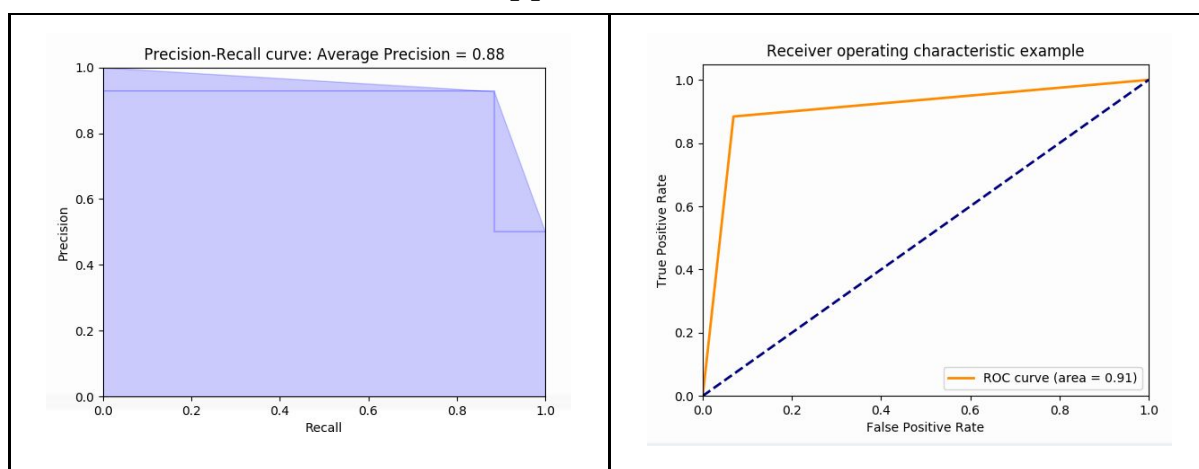 Precision-Recall curve: Average Precision = 0.88
1.0
0.8
0.6
0.4
0.2
0.0
Precision
0.0 0.2 0.4 0.6 0.8 1.0
Recall
Receiver operating characteristic example
1.0
0.8
0.6
0.4
0.2
0.0
True Positive Rate
ROC curve (area = 0.91)
0.0 0.2 0.4 0.6 0.8 1.0
False Positive Rate